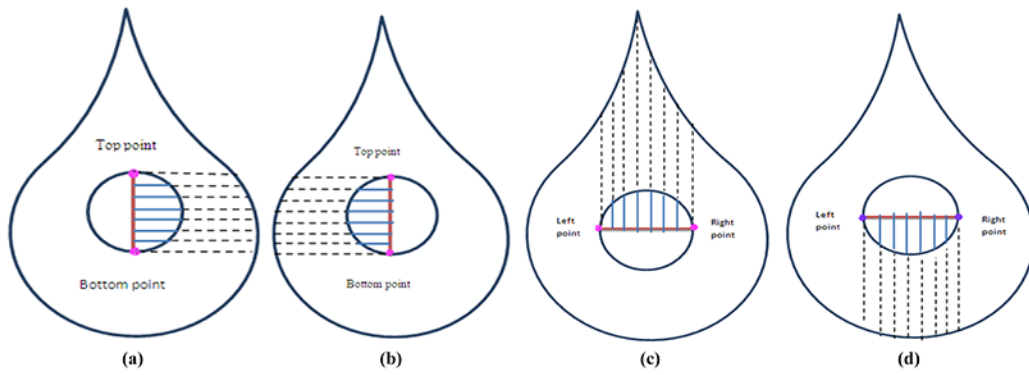 Top point
Bottom point
(a)
Top point
Bottom point
(b)
Left
point
Right
point
(c)
Left
point
Right
point
(d)